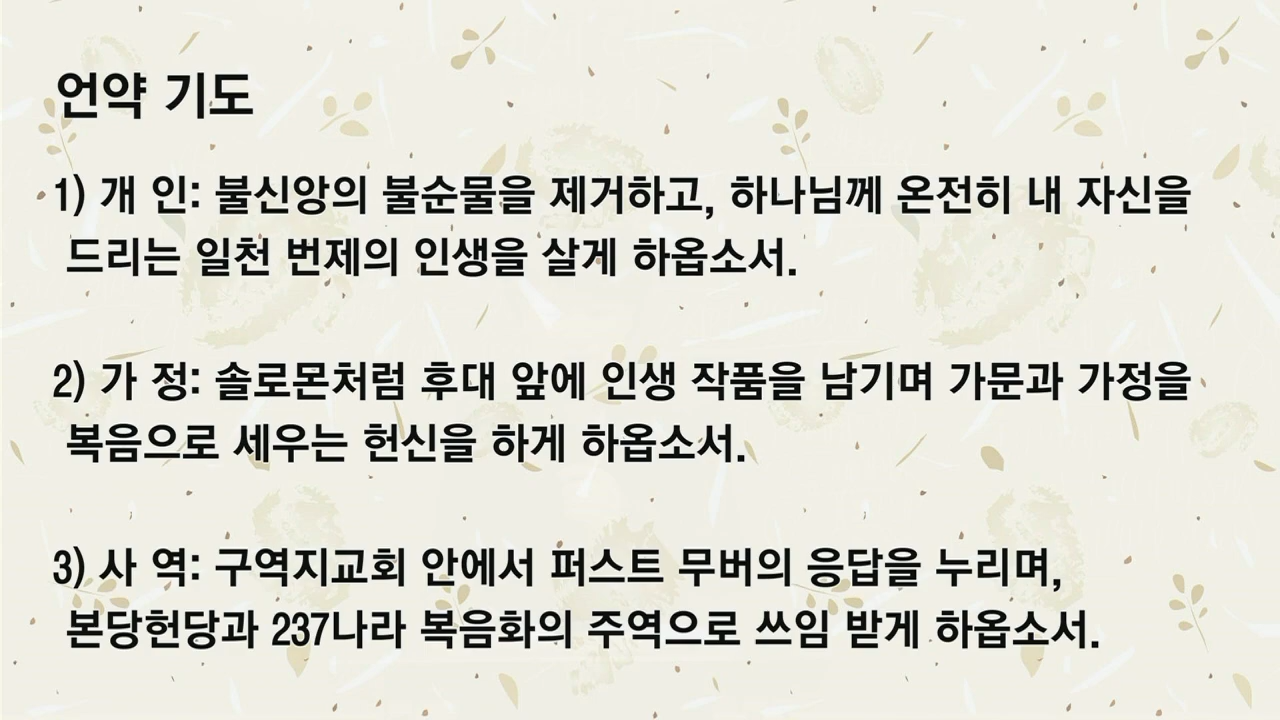 언약 기도
1) 개 인: 불신앙의 불순물을 제거하고, 하나님께 온전히 내 자신을
드리는 일천 번제의 인생을 살게 하옵소서.
2) 가 정: 솔로몬처럼 후대 앞에 인생 작품을 남기며 가문과 가정을
복음으로 세우는 헌신을 하게 하옵소서.
3) 사 역: 구역지교회 안에서 퍼스트 무버의 응답을 누리며,
본당헌당과 237나라 복음화의 주역으로 쓰임 받게 하옵소서.